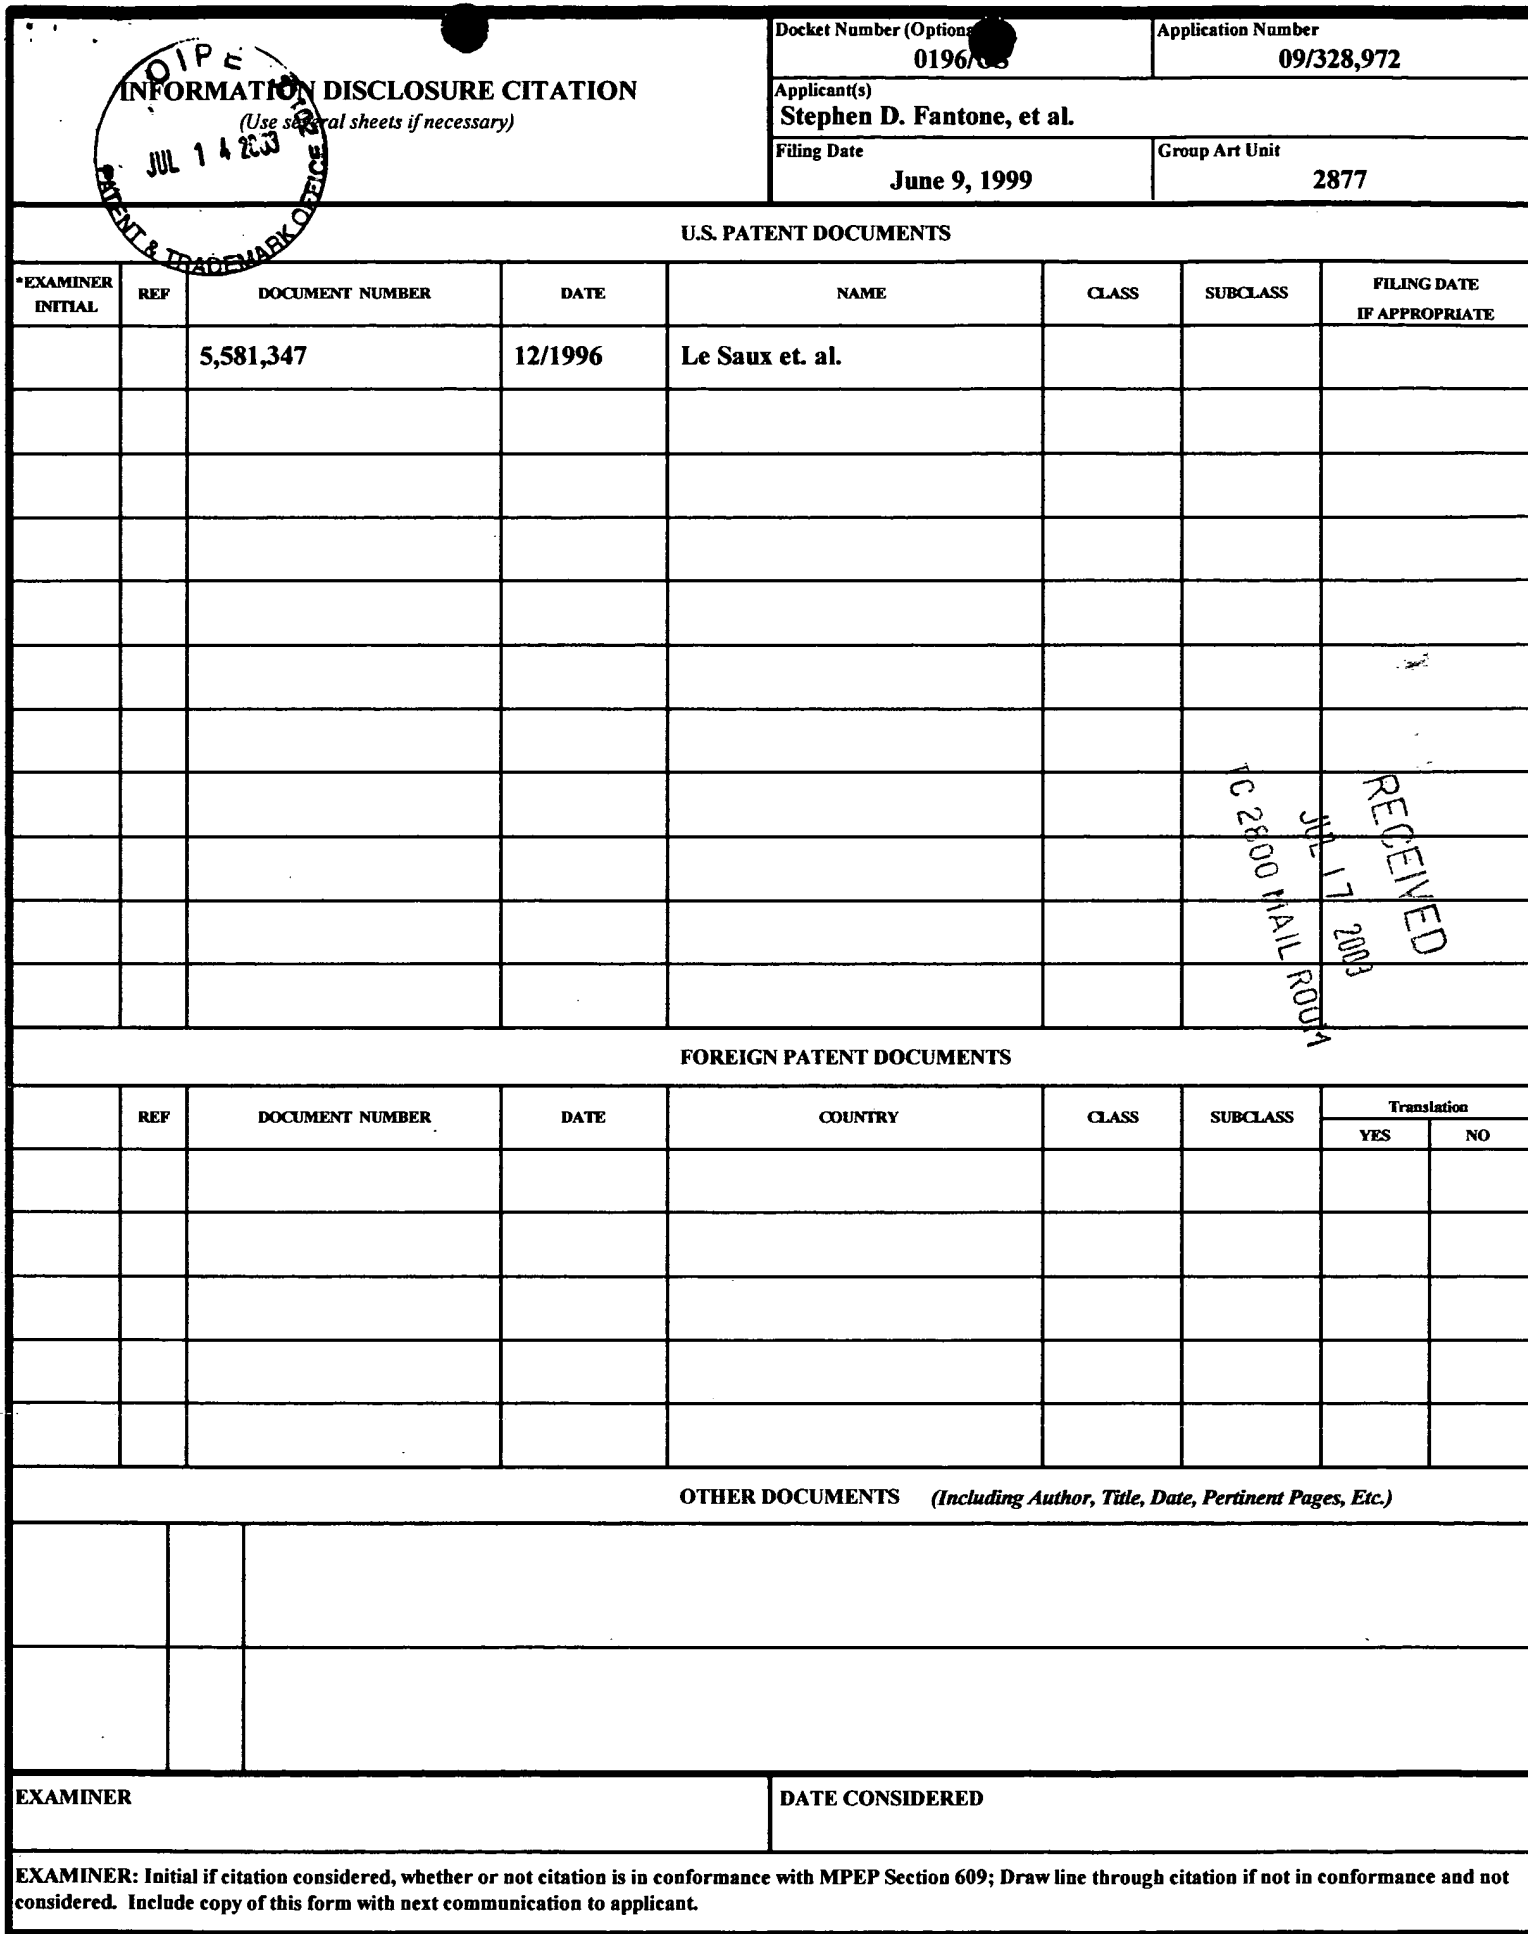 Docket Number (Optiona
0196/
Application Number
09/328,972
OIPE
INFORMATION DISCLOSURE CITATION
(Use several sheets if necessary)
JUL 1 4 2003
PATENT & TRADEMARK OFFICE
Applicant(s)
Stephen D. Fantone, et al.
Filing Date
June 9, 1999
Group Art Unit
2877
U.S. PATENT DOCUMENTS
*EXAMINER
INITIAL
REF
DOCUMENT NUMBER
DATE
NAME
CLASS
SUBCLASS
FILING DATE
IF APPROPRIATE
5,581,347
12/1996
Le Saux et. al.
RECEIVED
JUL 17 2003
TC 2800 MAIL ROOM
FOREIGN PATENT DOCUMENTS
REF
DOCUMENT NUMBER
DATE
COUNTRY
CLASS
SUBCLASS
Translation
YES
NO
OTHER DOCUMENTS (Including Author, Title, Date, Pertinent Pages, Etc.)
EXAMINER
DATE CONSIDERED
EXAMINER: Initial if citation considered, whether or not citation is in conformance with MPEP Section 609; Draw line through citation if not in conformance and not
considered. Include copy of this form with next communication to applicant.